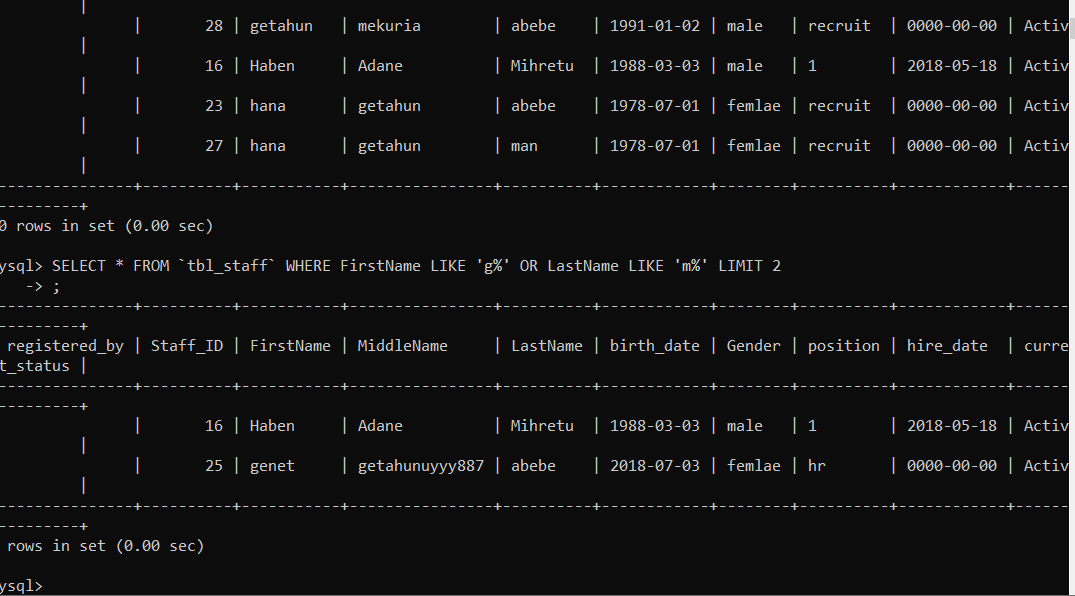 |
| 28 | getahun | mekuria | abebe | 1991-01-02 | male | recruit | 0000-00-00 | Activ
|
| 16 | Haben | Adane | Mihretu | 1988-03-03 | male | 1 | 2018-05-18 | Activ
|
| 23 | hana | getahun | abebe | 1978-07-01 | femlae | recruit | 0000-00-00 | Activ
|
| 27 | hana | getahun | man | 1978-07-01 | femlae | recruit | 0000-00-00 | Activ
|
---------------+----------+-----------+----------------+----------+------------+--------+----------+------------+------
---------+
0 rows in set (0.00 sec)
ysql> SELECT * FROM `tbl_staff` WHERE FirstName LIKE 'g%' OR LastName LIKE 'm%' LIMIT 2
-> ;
---------------+----------+-----------+----------------+----------+------------+--------+----------+------------+------
---------+
registered_by | Staff_ID | FirstName | MiddleName | LastName | birth_date | Gender | position | hire_date | curre
t_status |
---------------+----------+-----------+----------------+----------+------------+--------+----------+------------+------
---------+
| 16 | Haben | Adane | Mihretu | 1988-03-03 | male | 1 | 2018-05-18 | Activ
|
| 25 | genet | getahunuyyy887 | abebe | 2018-07-03 | femlae | hr | 0000-00-00 | Activ
|
---------------+----------+-----------+----------------+----------+------------+--------+----------+------------+------
---------+
rows in set (0.00 sec)
ysql>